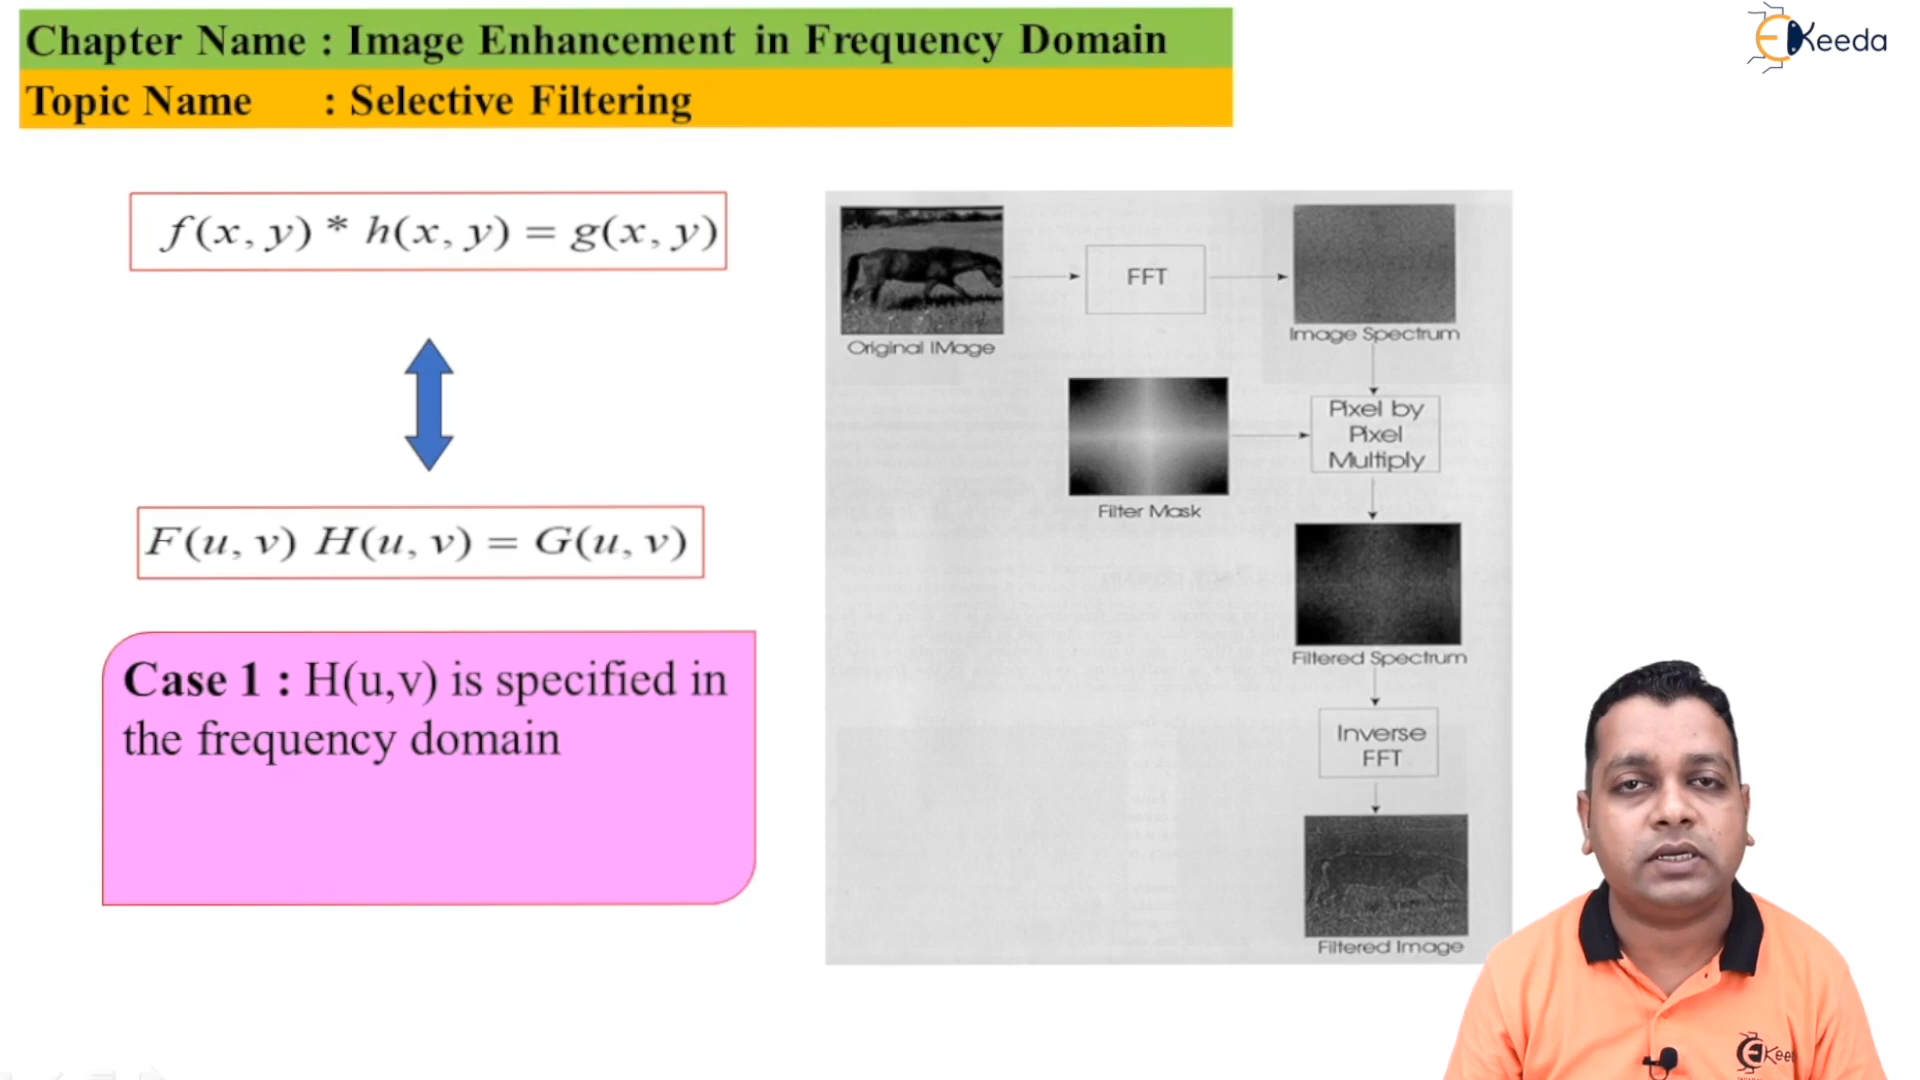 Chapter Name : Image Enhancement in Frequency Domain
Topic Name : Selective Filtering
EKeeda
f(x, y) * h(x, y) = g(x, y)
F(u, v) H(u, v) = G(u, v)
Case 1 : H(u,v) is specified in
the frequency domain
Original IMage
FFT
Image Spectrum
Filter Mask
Pixel by
Pixel
Multiply
Filtered Spectrum
Inverse
FFT
Filtered Image